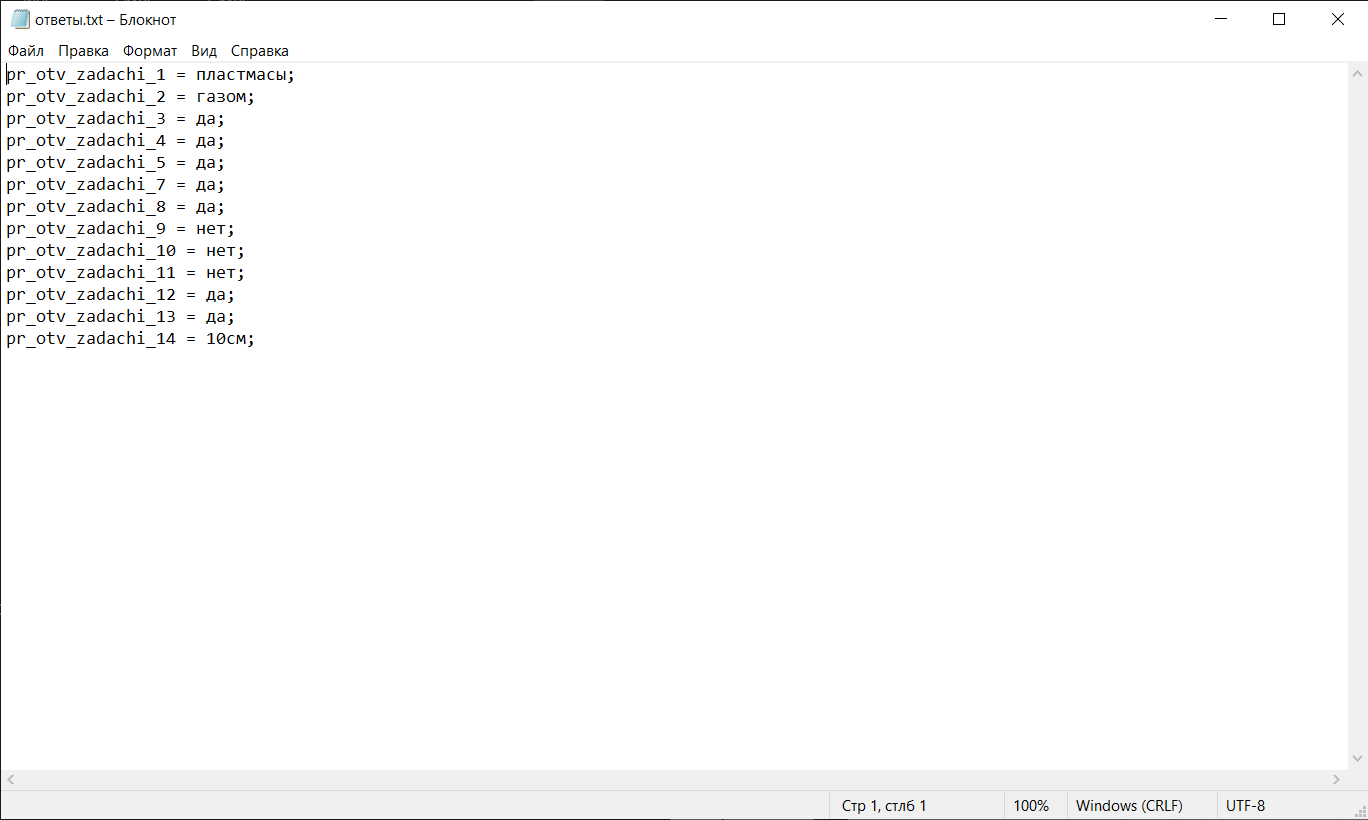 ответы.txt – Блокнот
Файл Правка Формат Вид Справка
pr_otv_zadachi_1 = пластмасы;
pr_otv_zadachi_2 = газом;
pr_otv_zadachi_3 = да;
pr_otv_zadachi_4 = да;
pr_otv_zadachi_5 = да;
pr_otv_zadachi_7 = да;
pr_otv_zadachi_8 = да;
pr_otv_zadachi_9 = нет;
pr_otv_zadachi_10 = нет;
pr_otv_zadachi_11 = нет;
pr_otv_zadachi_12 = да;
pr_otv_zadachi_13 = да;
pr_otv_zadachi_14 = 10см;
Стр 1, стлб 1 100% Windows (CRLF) UTF-8